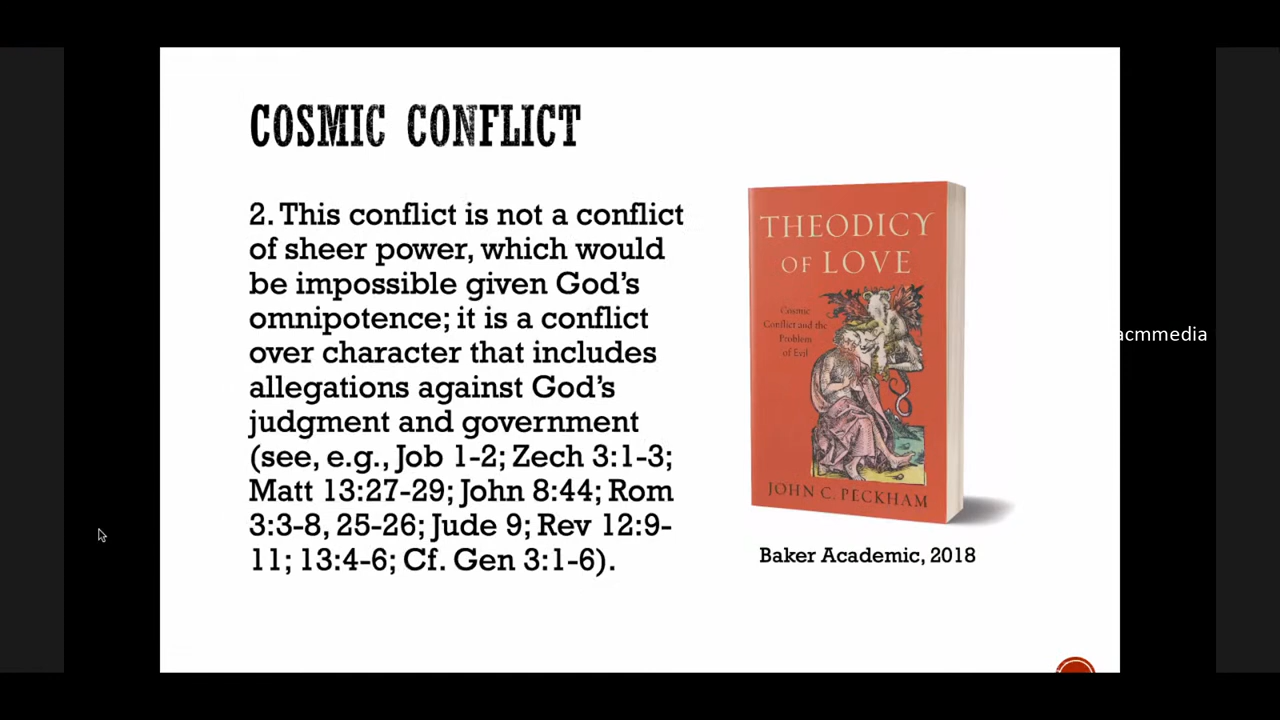 COSMIC CONFLICT
2. This conflict is not a conflict
of sheer power, which would
be impossible given God's
omnipotence; it is a conflict
over character that includes
allegations against God's
judgment and government
(see, e.g., Job 1-2; Zech 3:1-3;
Matt 13:27-29; John 8:44; Rom
3:3-8, 25-26; Jude 9; Rev 12:9-
11; 13:4-6; Cf. Gen 3:1-6).
THEODICY
OF LOVE
Cosmic
Conflict and the
Problem
of Evil
JOHN C. PECKHAM
Baker Academic, 2018
acmmedia